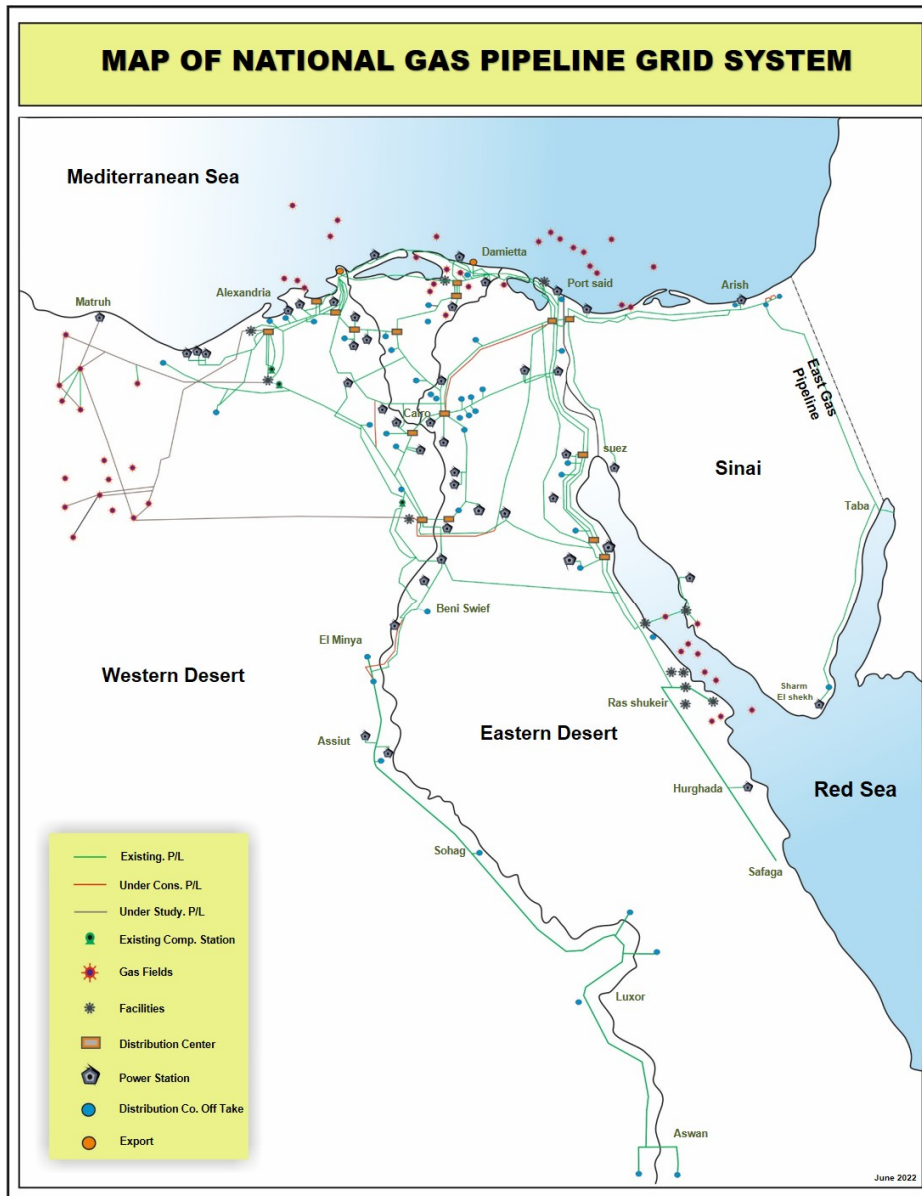 MAP OF NATIONAL GAS PIPELINE GRID SYSTEM
Mediterranean Sea
Damietta
Port said
Alexandria
Arish
Matruh
East Gas
Pipeline
Cairo
suez
Sinai
Taba
Beni Swief
El Minya
Western Desert
Sharm
El shekh
Ras shukeir
Eastern Desert
Assiut
Hurghada
Red Sea
Sohag
Safaga
Existing. P/L
Under Cons. P/L
Under Study. P/L
Existing Comp. Station
Gas Fields
Facilities
Distribution Center
Power Station
Distribution Co. Off Take
Export
Luxor
Aswan
June 2022